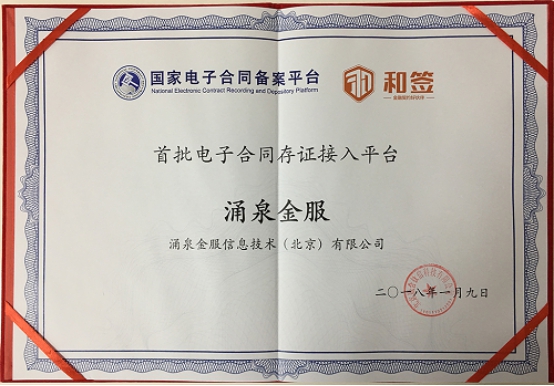 国家电子合同备案平台
National Electronic Contract Recording and Depository Platform
和签
首批电子合同存证接入平台
涌泉金服
涌泉金服信息技术（北京）有限公司
二〇一八年一月九日